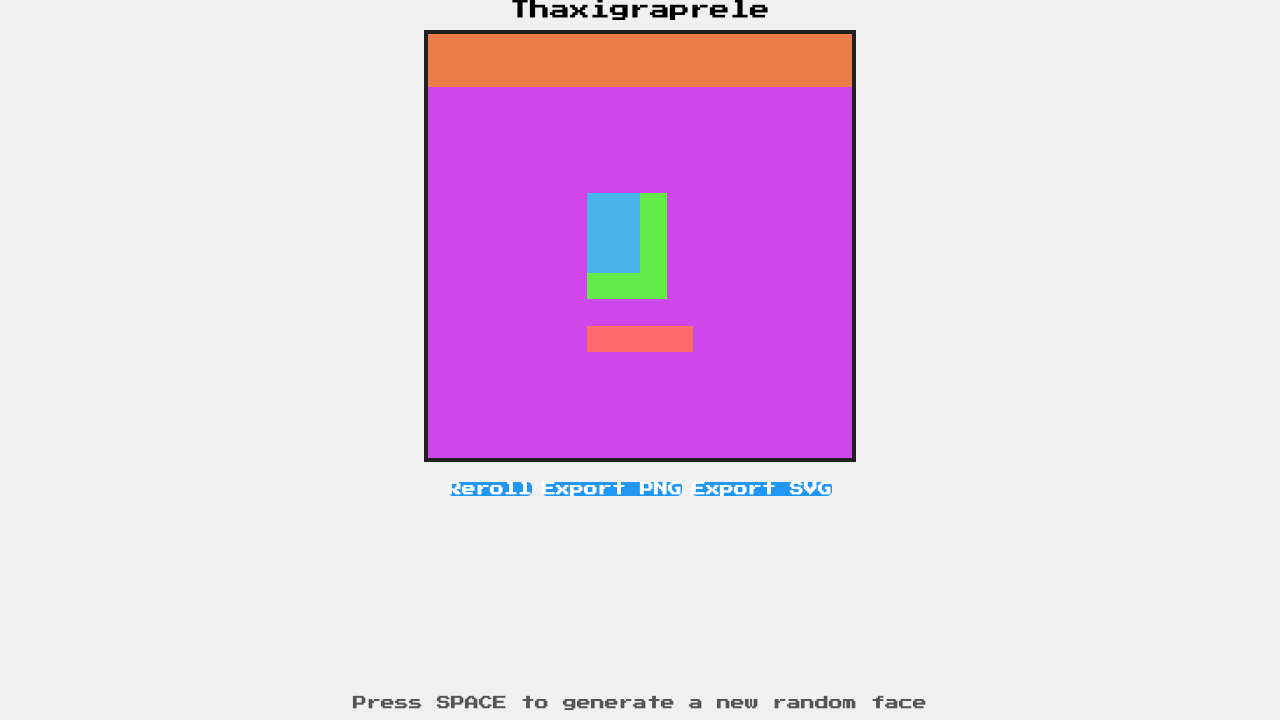 Thaxigraprele
Reroll Export PNG Export SVG
Press SPACE to generate a new random face